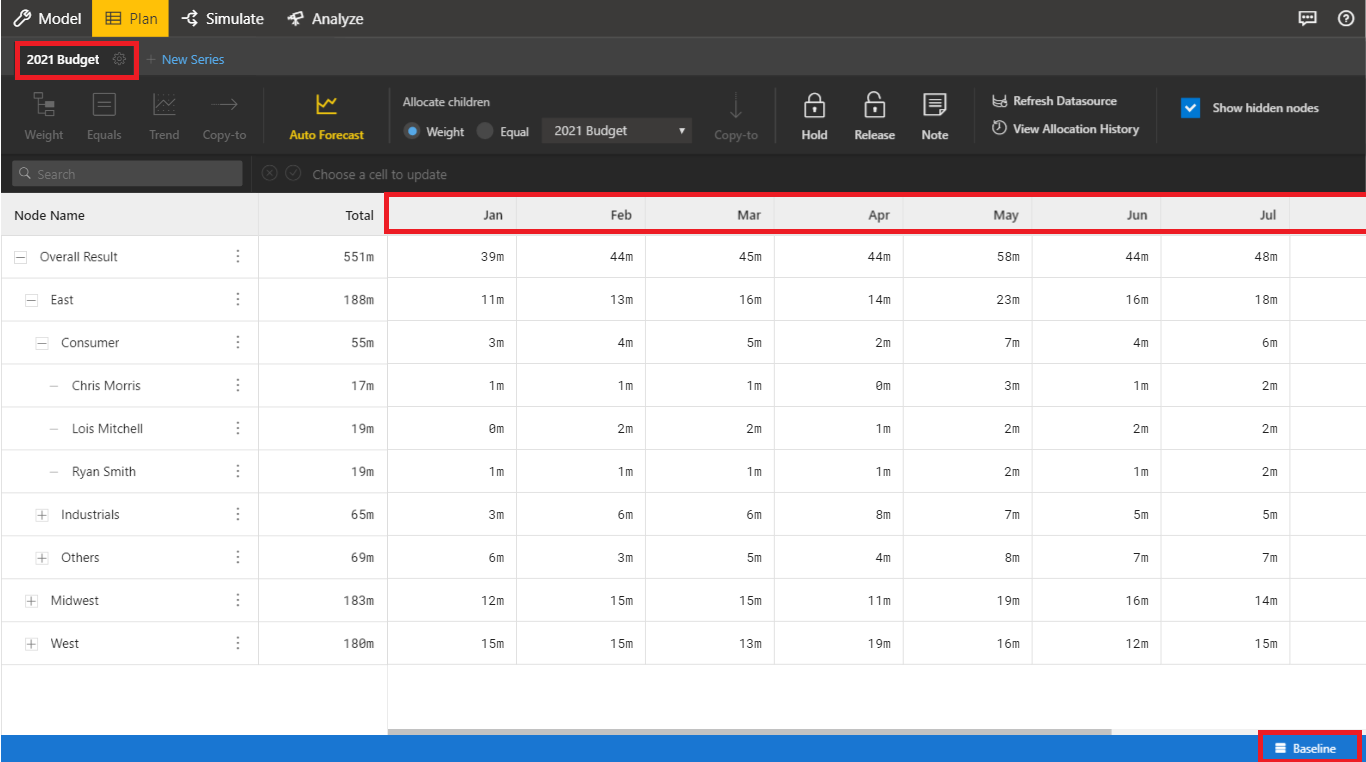 Model Plan Simulate Analyze
2021 Budget + New Series
Weight Equals Trend Copy-to Auto Forecast
Allocate children
Weight Equal 2021 Budget
Copy-to Hold Release Note
Refresh Datasource
View Allocation History
Show hidden nodes
Search Choose a cell to update
Node Name Total Jan Feb Mar Apr May Jun Jul
Overall Result 551m 39m 44m 45m 44m 58m 44m 48m
East 188m 11m 13m 16m 14m 23m 16m 18m
Consumer 55m 3m 4m 5m 2m 7m 4m 6m
Chris Morris 17m 1m 1m 1m 0m 3m 1m 2m
Lois Mitchell 19m 0m 2m 2m 1m 2m 2m 2m
Ryan Smith 19m 1m 1m 1m 1m 2m 1m 2m
Industrials 65m 3m 6m 6m 8m 7m 5m 5m
Others 69m 6m 3m 5m 4m 8m 7m 7m
Midwest 183m 12m 15m 15m 11m 19m 16m 14m
West 180m 15m 15m 13m 19m 16m 12m 15m
Baseline